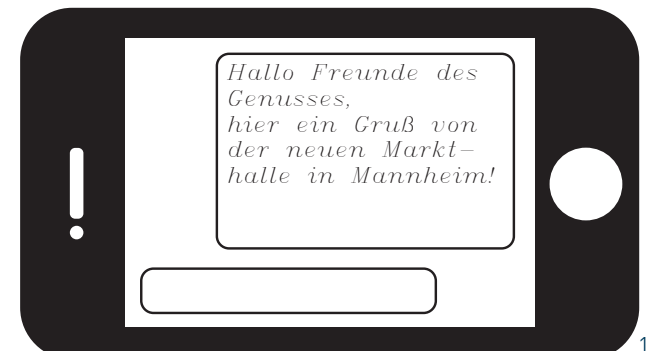 Hallo Freunde des
Genusses,
hier ein Gruß von
der neuen Markt-
halle in Mannheim!
1